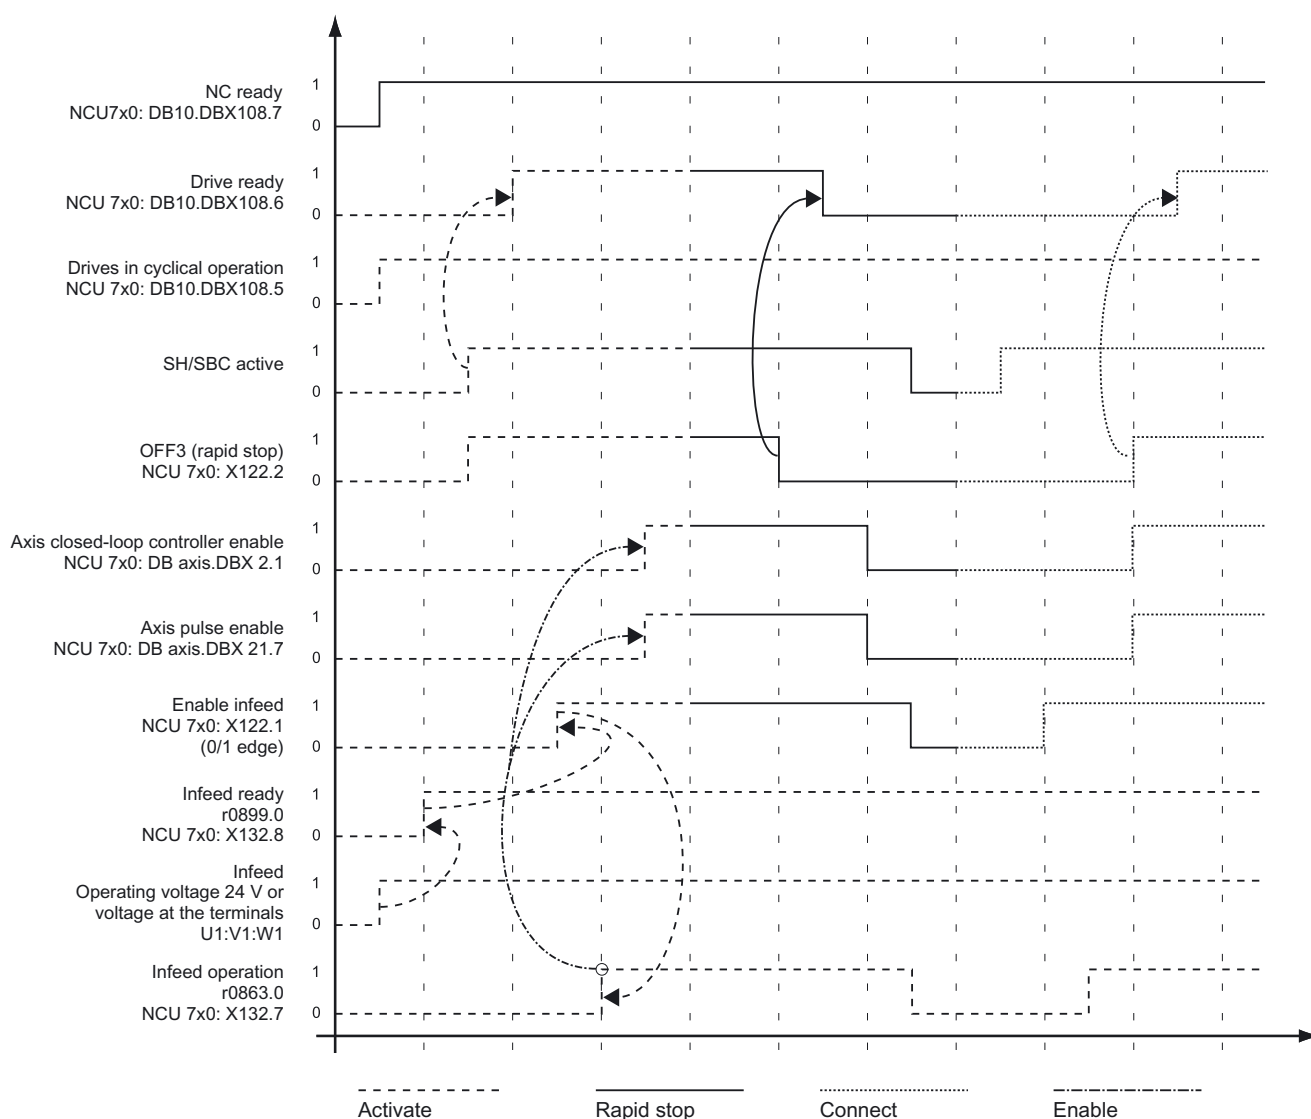 NC ready
NCU7x0: DB10.DBX108.7
1
0
Drive ready
NCU 7x0: DB10.DBX108.6
1
0
Drives in cyclical operation
NCU 7x0: DB10.DBX108.5
1
0
SH/SBC active
1
0
OFF3 (rapid stop)
NCU 7x0: X122.2
1
0
Axis closed-loop controller enable
NCU 7x0: DB axis.DBX 2.1
1
0
Axis pulse enable
NCU 7x0: DB axis.DBX 21.7
1
0
Enable infeed
NCU 7x0: X122.1
(0/1 edge)
1
0
Infeed ready
r0899.0
NCU 7x0: X132.8
1
0
Infeed
Operating voltage 24 V or
voltage at the terminals
U1:V1:W1
1
0
Infeed operation
r0863.0
NCU 7x0: X132.7
1
0
Activate
Rapid stop
Connect
Enable